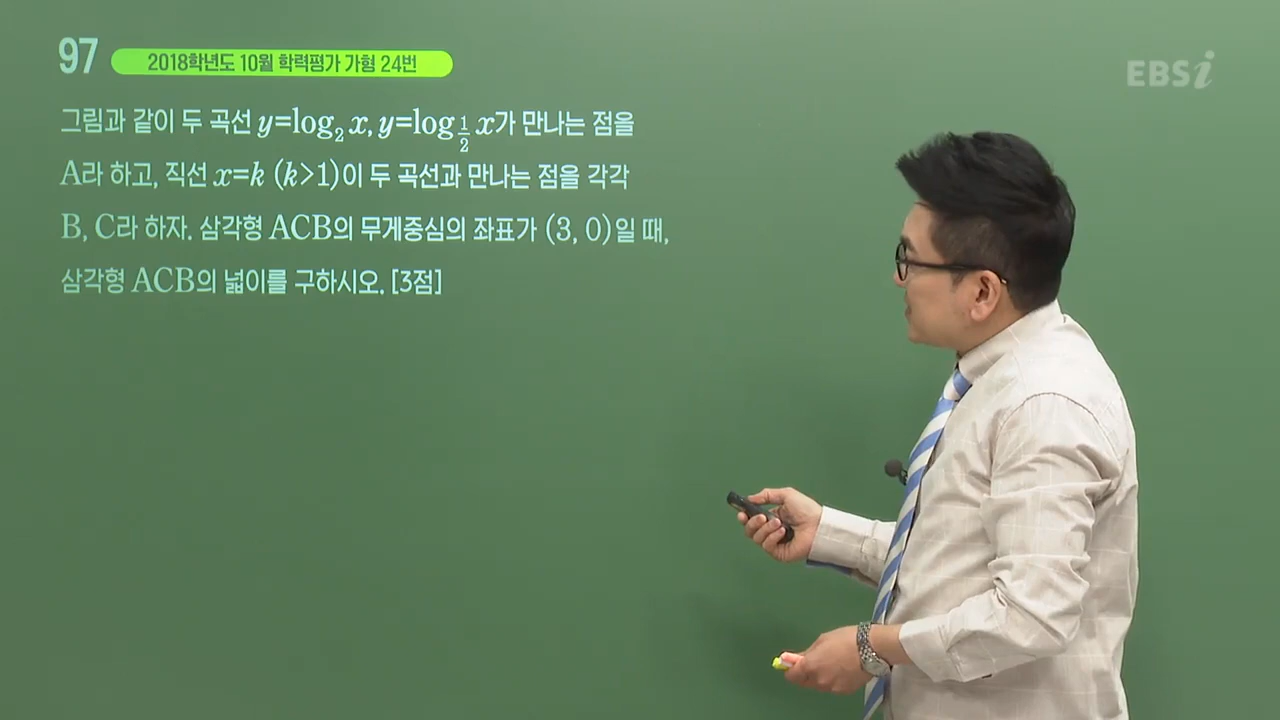 97
2018학년도 10월 학력평가 가형 24번
EBSi
그림과 같이 두 곡선 y=log₂x, y=log_{1/2}x가 만나는 점을
A라 하고, 직선 x=k (k>1)이 두 곡선과 만나는 점을 각각
B, C라 하자. 삼각형 ACB의 무게중심의 좌표가 (3, 0)일 때,
삼각형 ACB의 넓이를 구하시오. [3점]